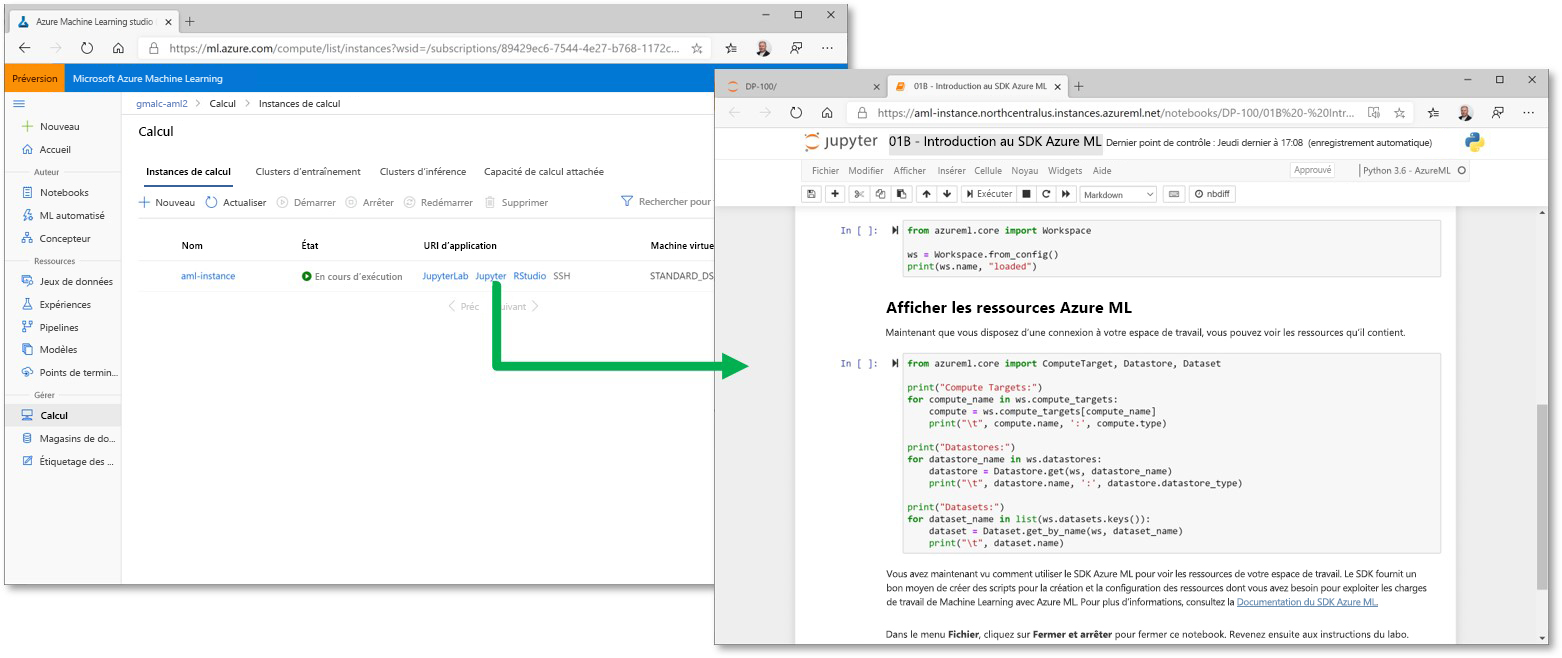 Azure Machine Learning studio
https://ml.azure.com/compute/list/instances?wsid=/subscriptions/89429ec6-7544-4e27-b768-1172c...
Préversion Microsoft Azure Machine Learning
gmalc-aml2 > Calcul > Instances de calcul
Nouveau
Accueil
Auteur
Notebooks
ML automatisé
Concepteur
Ressources
Jeux de données
Expériences
Pipelines
Modèles
Points de termin...
Gérer
Calcul
Magasins de do...
Étiquetage des ...
Calcul
Instances de calcul Clusters d'entraînement Clusters d'inférence Capacité de calcul attachée
Nouveau Actualiser Démarrer Arrêter Redémarrer Supprimer Rechercher pour
Nom État URI d'application Machine virtue
aml-instance En cours d'exécution JupyterLab Jupyter RStudio SSH STANDARD_DS
< Préc uivant >
DP-100/ 01B - Introduction au SDK Azure ML
https://aml-instance.northcentralus.instances.azureml.net/notebooks/DP-100/01B%20-%20Intr...
jupyter 01B - Introduction au SDK Azure ML Dernier point de contrôle : Jeudi dernier à 17:08 (enregistrement automatique)
Fichier Modifier Afficher Insérer Cellule Noyau Widgets Aide Approuvé Python 3.6 - AzureML
Exécuter Markdown nbdiff
In [ ]: from azureml.core import Workspace
ws = Workspace.from_config()
print(ws.name, "loaded")
Afficher les ressources Azure ML
Maintenant que vous disposez d'une connexion à votre espace de travail, vous pouvez voir les ressources qu'il contient.
In [ ]: from azureml.core import ComputeTarget, Datastore, Dataset
print("Compute Targets:")
for compute_name in ws.compute_targets:
compute = ws.compute_targets[compute_name]
print("\t", compute.name, ':', compute.type)
print("Datastores:")
for datastore_name in ws.datastores:
datastore = Datastore.get(ws, datastore_name)
print("\t", datastore.name, ':', datastore.datastore_type)
print("Datasets:")
for dataset_name in list(ws.datasets.keys()):
dataset = Dataset.get_by_name(ws, dataset_name)
print("\t", dataset.name)
Vous avez maintenant vu comment utiliser le SDK Azure ML pour voir les ressources de votre espace de travail. Le SDK fournit un
bon moyen de créer des scripts pour la création et la configuration des ressources dont vous avez besoin pour exploiter les charges
de travail de Machine Learning avec Azure ML. Pour plus d'informations, consultez la Documentation du SDK Azure ML.
Dans le menu Fichier, cliquez sur Fermer et arrêter pour fermer ce notebook. Revenez ensuite aux instructions du labo.